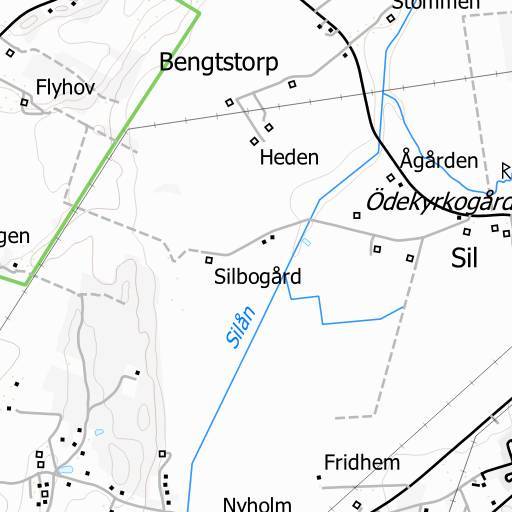 Stommen
Bengtstorp
Flyhov
Heden
Ågården
Ödekyrkogård
gen
Silbogård
Sil
Silån
Fridhem
Nyholm